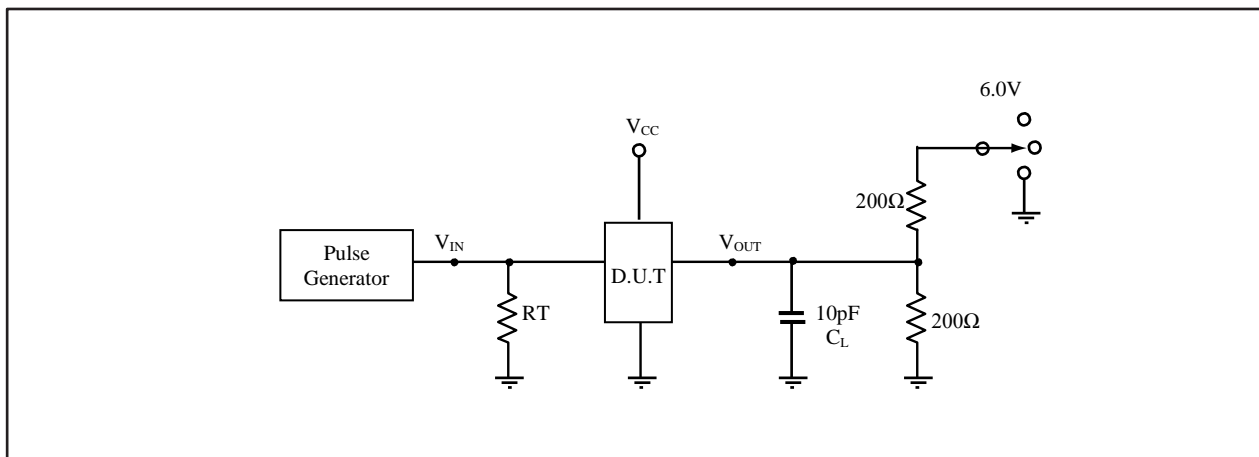 6.0V
V_CC
200Ω
Pulse
Generator
V_IN
D.U.T
V_OUT
RT
10pF
C_L
200Ω